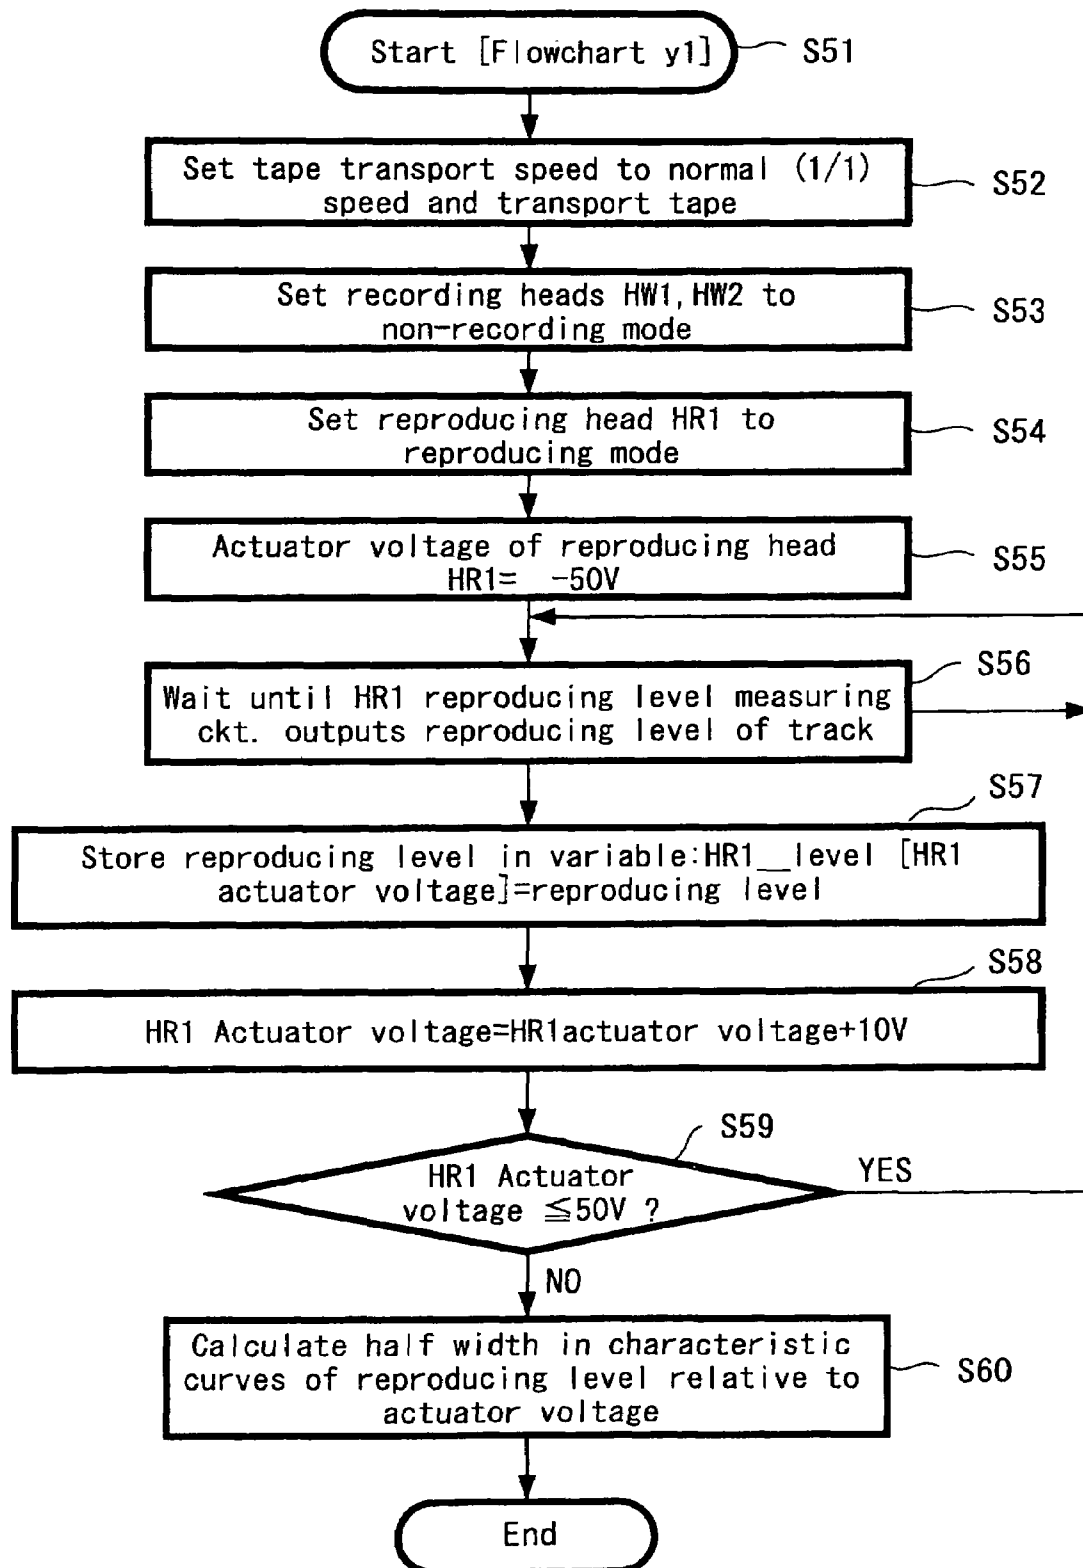 Start [Flowchart y1]
S51
Set tape transport speed to normal (1/1)
speed and transport tape
S52
Set recording heads HW1,HW2 to
non-recording mode
S53
Set reproducing head HR1 to
reproducing mode
S54
Actuator voltage of reproducing head
HR1= -50V
S55
S56
Wait until HR1 reproducing level measuring
ckt. outputs reproducing level of track
S57
Store reproducing level in variable:HR1__level [HR1
actuator voltage]=reproducing level
S58
HR1 Actuator voltage=HR1actuator voltage+10V
S59
HR1 Actuator
voltage ≦50V ?
YES
NO
Calculate half width in characteristic
curves of reproducing level relative to
actuator voltage
S60
End